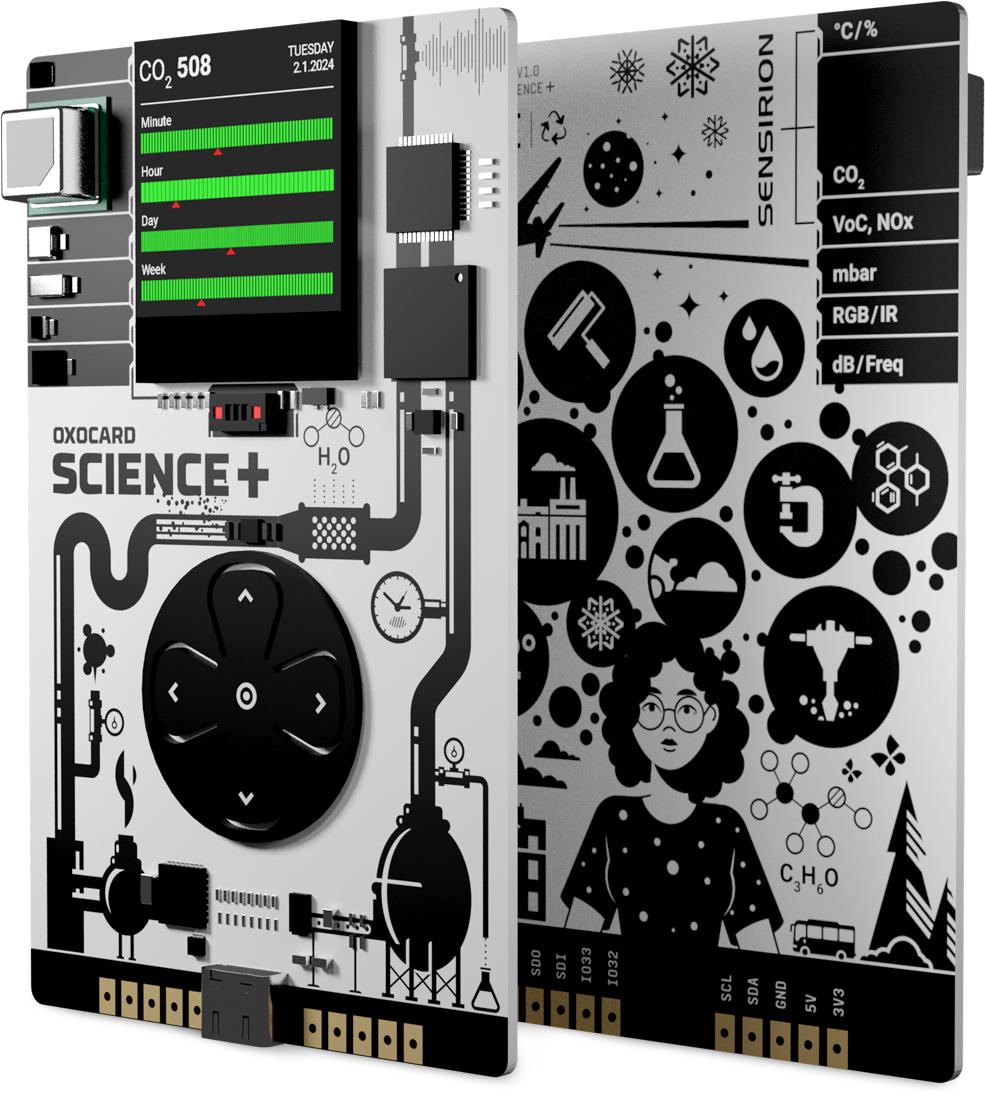 CO2 508
TUESDAY
2.1.2024
Minute
Hour
Day
Week
OXOCARD
SCIENCE+
H2O
V1.0
ENCE+
SENSIRION
°C/%
CO2
VoC, NOx
mbar
RGB/IR
dB/Freq
C3H6O
SDO
SDI
IO33
IO32
SCL
SDA
GND
5V
3V3